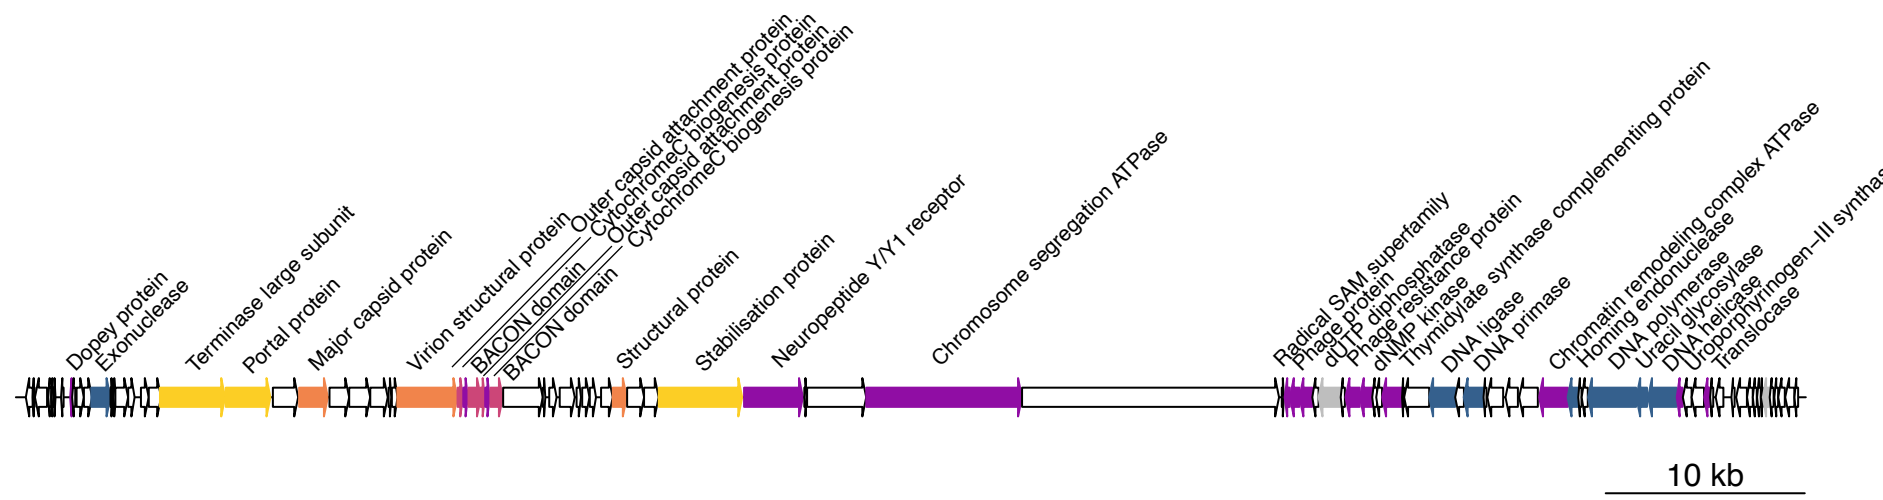 Dopey protein
Exonuclease
Terminase large subunit
Portal protein
Major capsid protein
Virion structural protein
Outer capsid attachment protein
CytochromeC biogenesis protein
Outer capsid attachment protein
CytochromeC biogenesis protein
BACON domain
BACON domain
Structural protein
Stabilisation protein
Neuropeptide Y/Y1 receptor
Chromosome segregation ATPase
Radical SAM superfamily
Phage protein
dUTP diphosphatase
Phage resistance protein
dNMP kinase
Thymidylate synthase complementing protein
DNA ligase
DNA primase
Chromatin remodeling complex ATPase
Homing endonuclease
DNA polymerase
Uracil glycosylase
DNA helicase
Uroporphyrinogen−III synthas
Translocase
10 kb